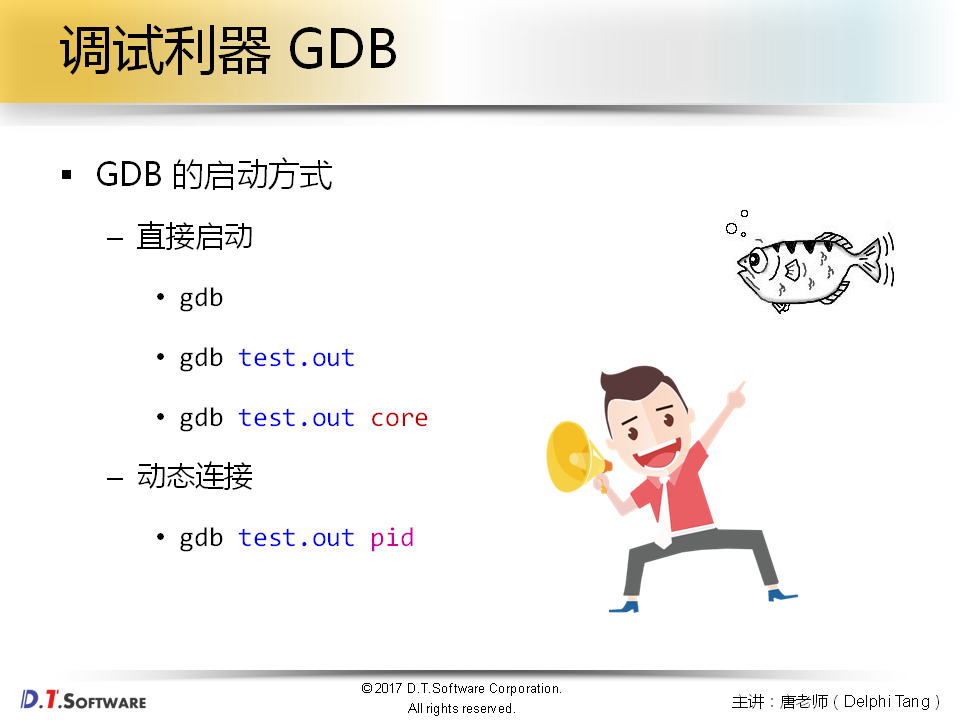 调试利器 GDB
▪ GDB 的启动方式
– 直接启动
• gdb
• gdb test.out
• gdb test.out core
– 动态连接
• gdb test.out pid
D.T.SOFTWARE
©2017 D.T.Software Corporation.
All rights reserved.
主讲：唐老师（Delphi Tang）